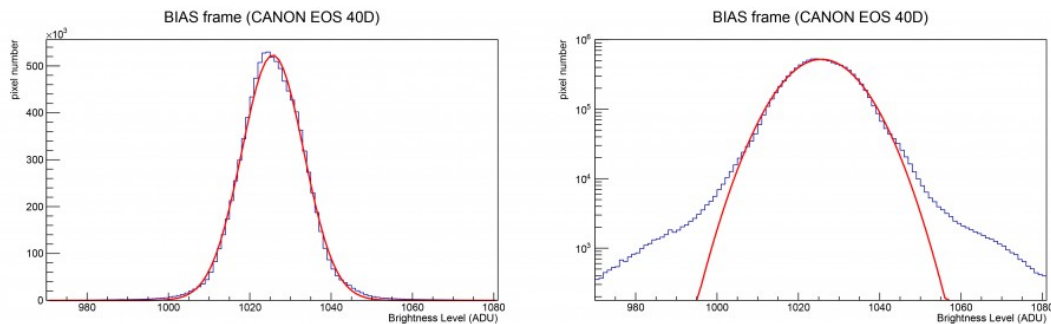 BIAS frame (CANON EOS 40D)
×10³
pixel number
500
400
300
200
100
0
980 1000 1020 1040 1060 1080
Brightness Level (ADU)
BIAS frame (CANON EOS 40D)
pixel number
10⁶
10⁵
10⁴
10³
980 1000 1020 1040 1060 1080
Brightness Level (ADU)